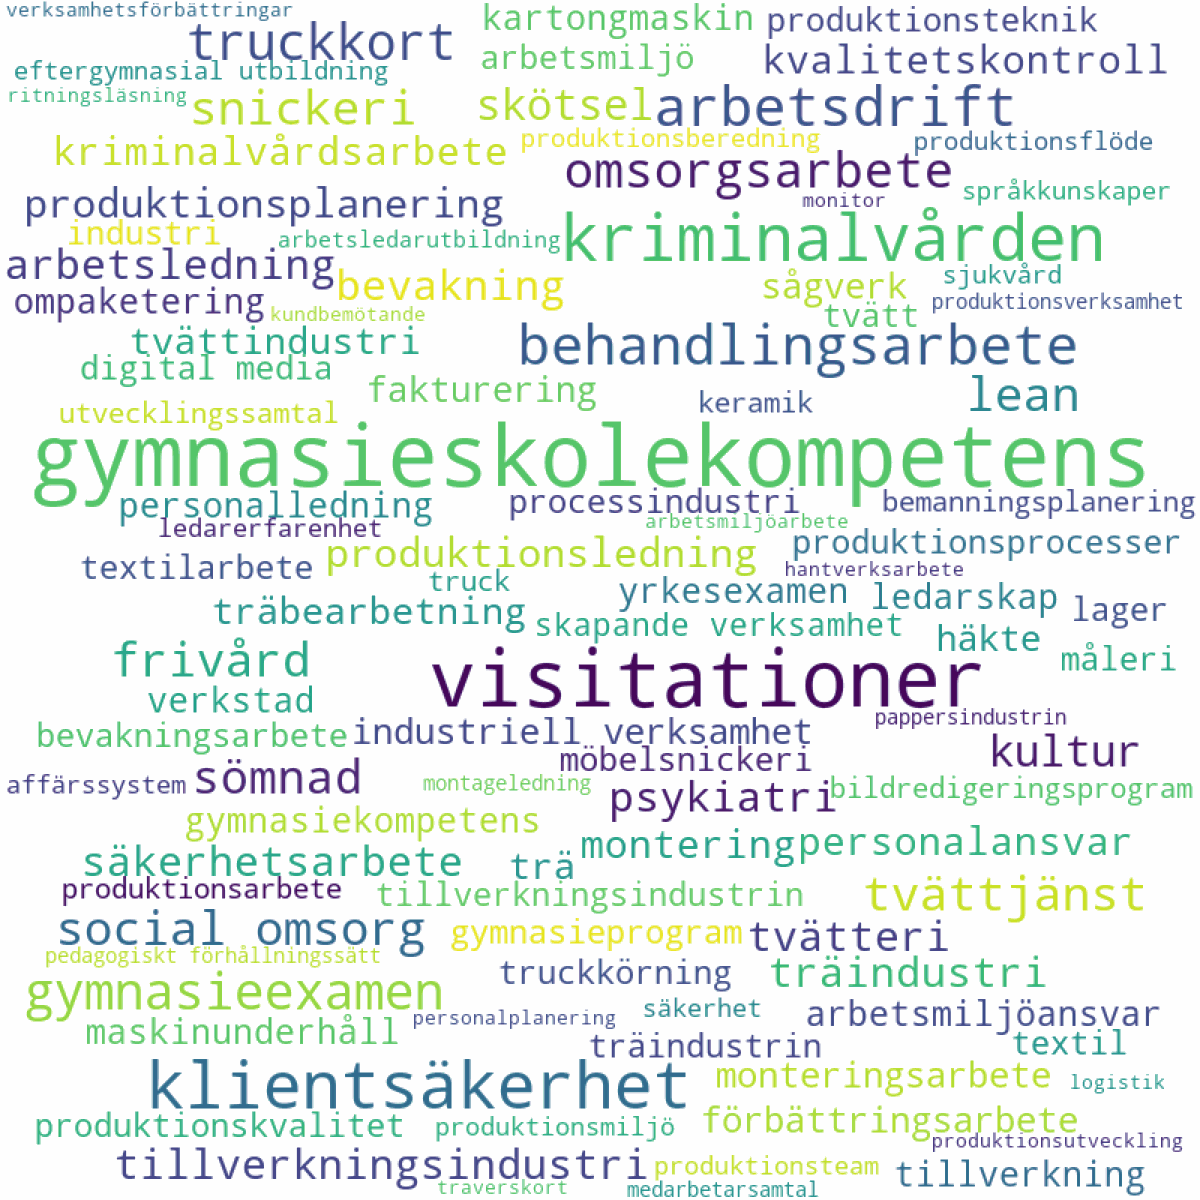 verksamhetsförbättringar
truckkort
kartongmaskin
produktionsteknik
eftergymnasial utbildning
arbetsmiljö
kvalitetskontroll
ritningsläsning
snickeri
skötsel
arbetsdrift
kriminalvårdsarbete
produktionsberedning
produktionsflöde
omsorgsarbete
språkkunskaper
produktionsplanering
monitor
industri
arbetsledarutbildning
kriminalvården
arbetsledning
bevakning
sågverk
sjukvård
ompaketering
kundbemötande
tvätt
produktionsverksamhet
tvättindustri
behandlingsarbete
digital media
fakturering
keramik
lean
utvecklingssamtal
gymnasieskolekompetens
personalledning
processindustri
bemanningsplanering
ledarerfarenhet
arbetsmiljöarbete
produktionsledning
produktionsprocesser
textilarbete
truck
hantverksarbete
yrkesexamen
ledarskap
träbearbetning
skapande verksamhet
lager
häkte
frivård
visitationer
måleri
verkstad
bevakningsarbete
industriell verksamhet
pappersindustrin
möbelsnickeri
kultur
affärssystem
sömnad
montageledning
psykiatri
bildredigeringsprogram
gymnasiekompetens
montering
personalansvar
säkerhetsarbete
trä
produktionsarbete
tillverkningsindustrin
tvättjänst
social omsorg
gymnasieprogram
tvätteri
pedagogiskt förhållningssätt
truckkörning
träindustri
gymnasieexamen
säkerhet
arbetsmiljöansvar
maskinunderhåll
personalplanering
träindustrin
textil
klientsäkerhet
monteringsarbete
logistik
produktionskvalitet
produktionsmiljö
förbättringsarbete
produktionsutveckling
tillverkningsindustri
produktionsteam
tillverkning
traverskort
medarbetarsamtal